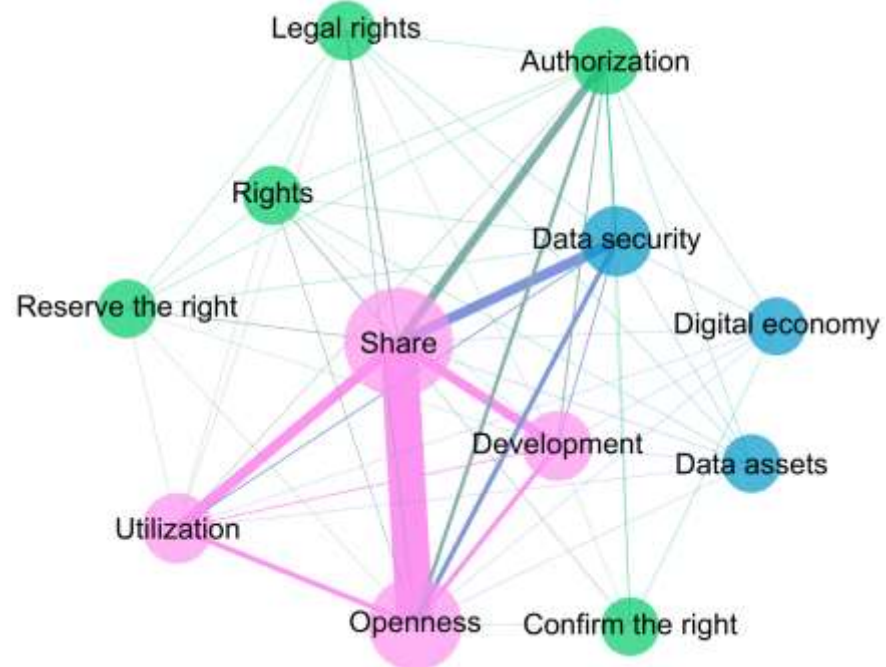 Legal rights
Authorization
Rights
Data security
Reserve the right
Digital economy
Share
Development
Data assets
Utilization
Openness
Confirm the right